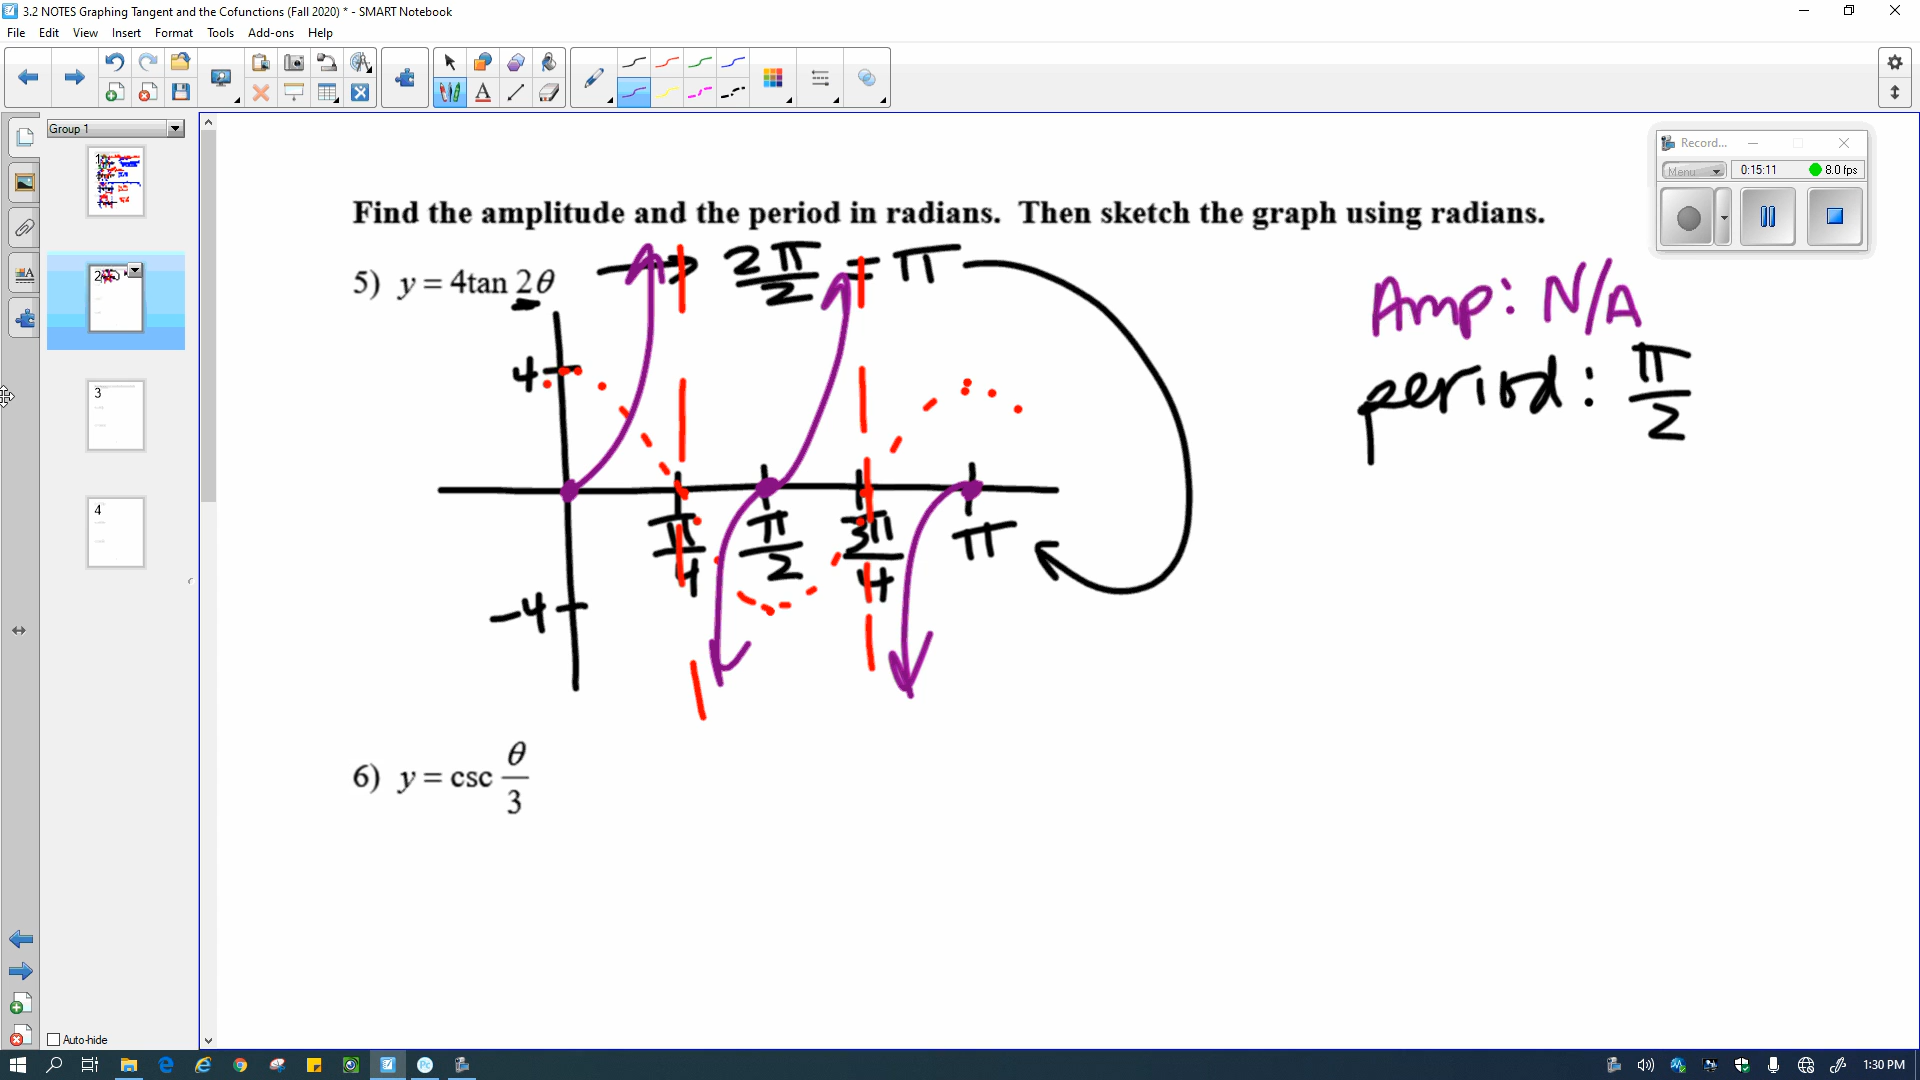 3.2 NOTES Graphing Tangent and the Cofunctions (Fall 2020) * - SMART Notebook
File Edit View Insert Format Tools Add-ons Help
Group 1
1
2
3
4
Auto-hide
Record...
Menu 0:15:11 8.0 fps
Find the amplitude and the period in radians. Then sketch the graph using radians.
5) y = 4tan 2θ → 2π/2 = π
Amp: N/A
period: π/2
4
π/4 π/2 3π/4 π
-4
6) y = csc θ/3
1:30 PM